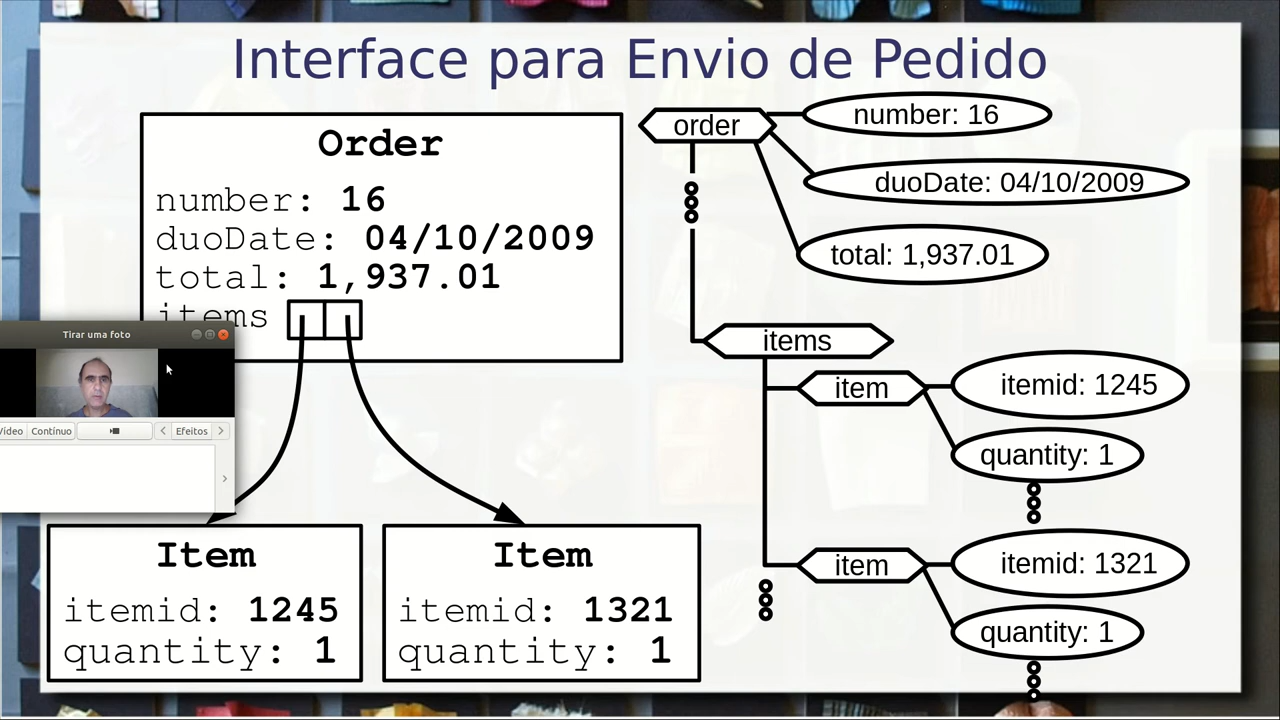 Interface para Envio de Pedido
Order
number: 16
duoDate: 04/10/2009
total: 1,937.01
items
Tirar uma foto
Vídeo
Contínuo
Efeitos
Item
itemid: 1245
quantity: 1
Item
itemid: 1321
quantity: 1
order
number: 16
duoDate: 04/10/2009
total: 1,937.01
items
item
itemid: 1245
quantity: 1
item
itemid: 1321
quantity: 1